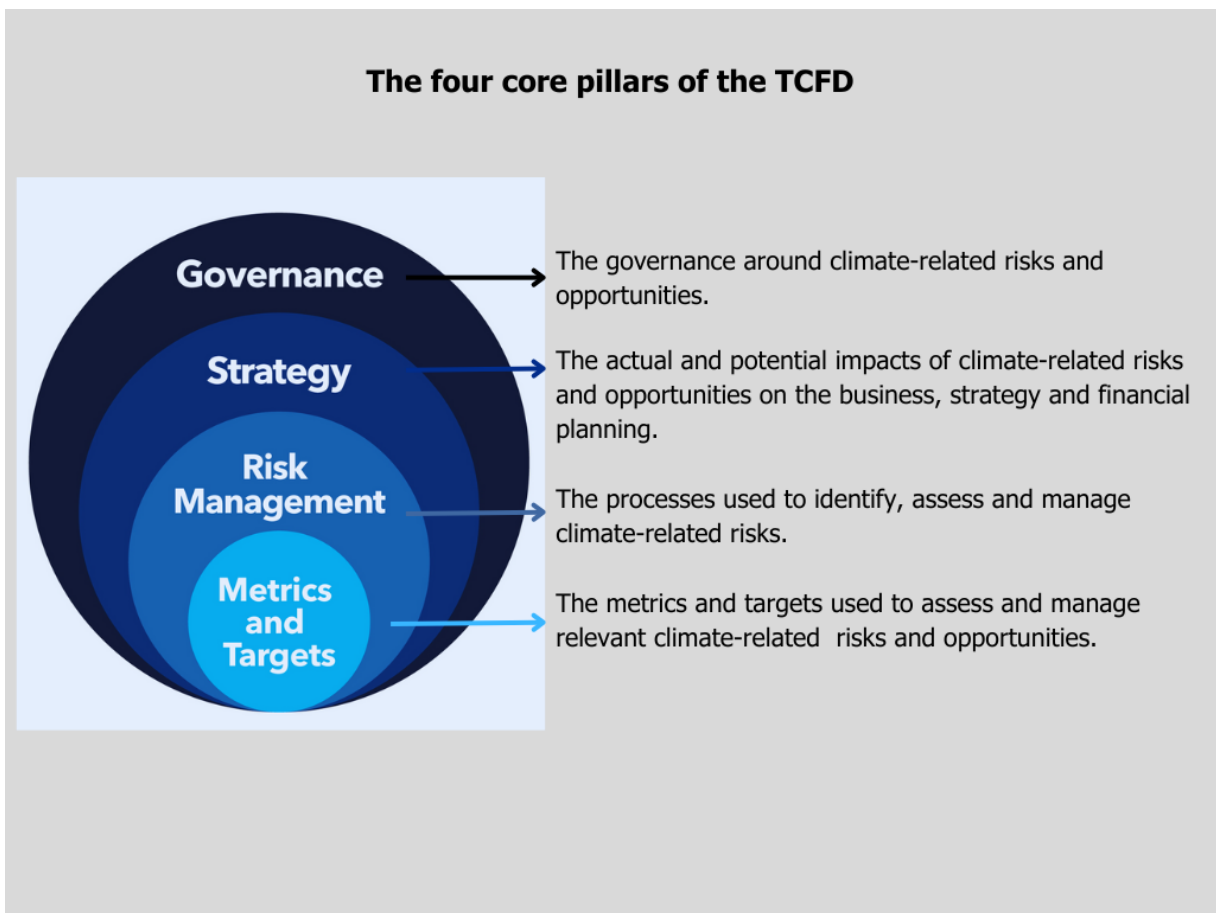 The four core pillars of the TCFD
Governance
The governance around climate-related risks and
opportunities.
Strategy
The actual and potential impacts of climate-related risks
and opportunities on the business, strategy and financial
planning.
Risk
Management
The processes used to identify, assess and manage
climate-related risks.
Metrics
and
Targets
The metrics and targets used to assess and manage
relevant climate-related  risks and opportunities.